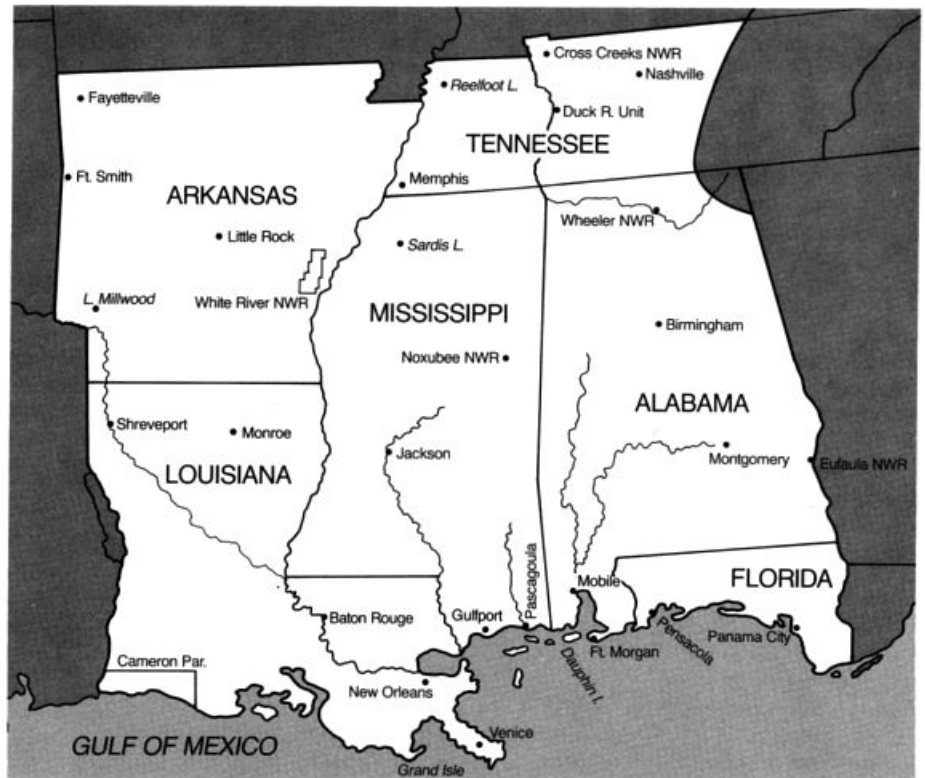 Cross Creeks NWR
Nashville
Reelfoot L.
Fayetteville
Duck R. Unit
TENNESSEE
Ft. Smith
Memphis
ARKANSAS
Wheeler NWR
Little Rock
Sardis L.
L. Millwood
White River NWR
MISSISSIPPI
Birmingham
Noxubee NWR
ALABAMA
Shreveport
Monroe
Jackson
Montgomery
Eufaula NWR
LOUISIANA
Pascagoula
Mobile
FLORIDA
Baton Rouge
Gulfport
Pensacola
Panama City
Dauphin I.
Ft. Morgan
Cameron Par.
New Orleans
Venice
GULF OF MEXICO
Grand Isle